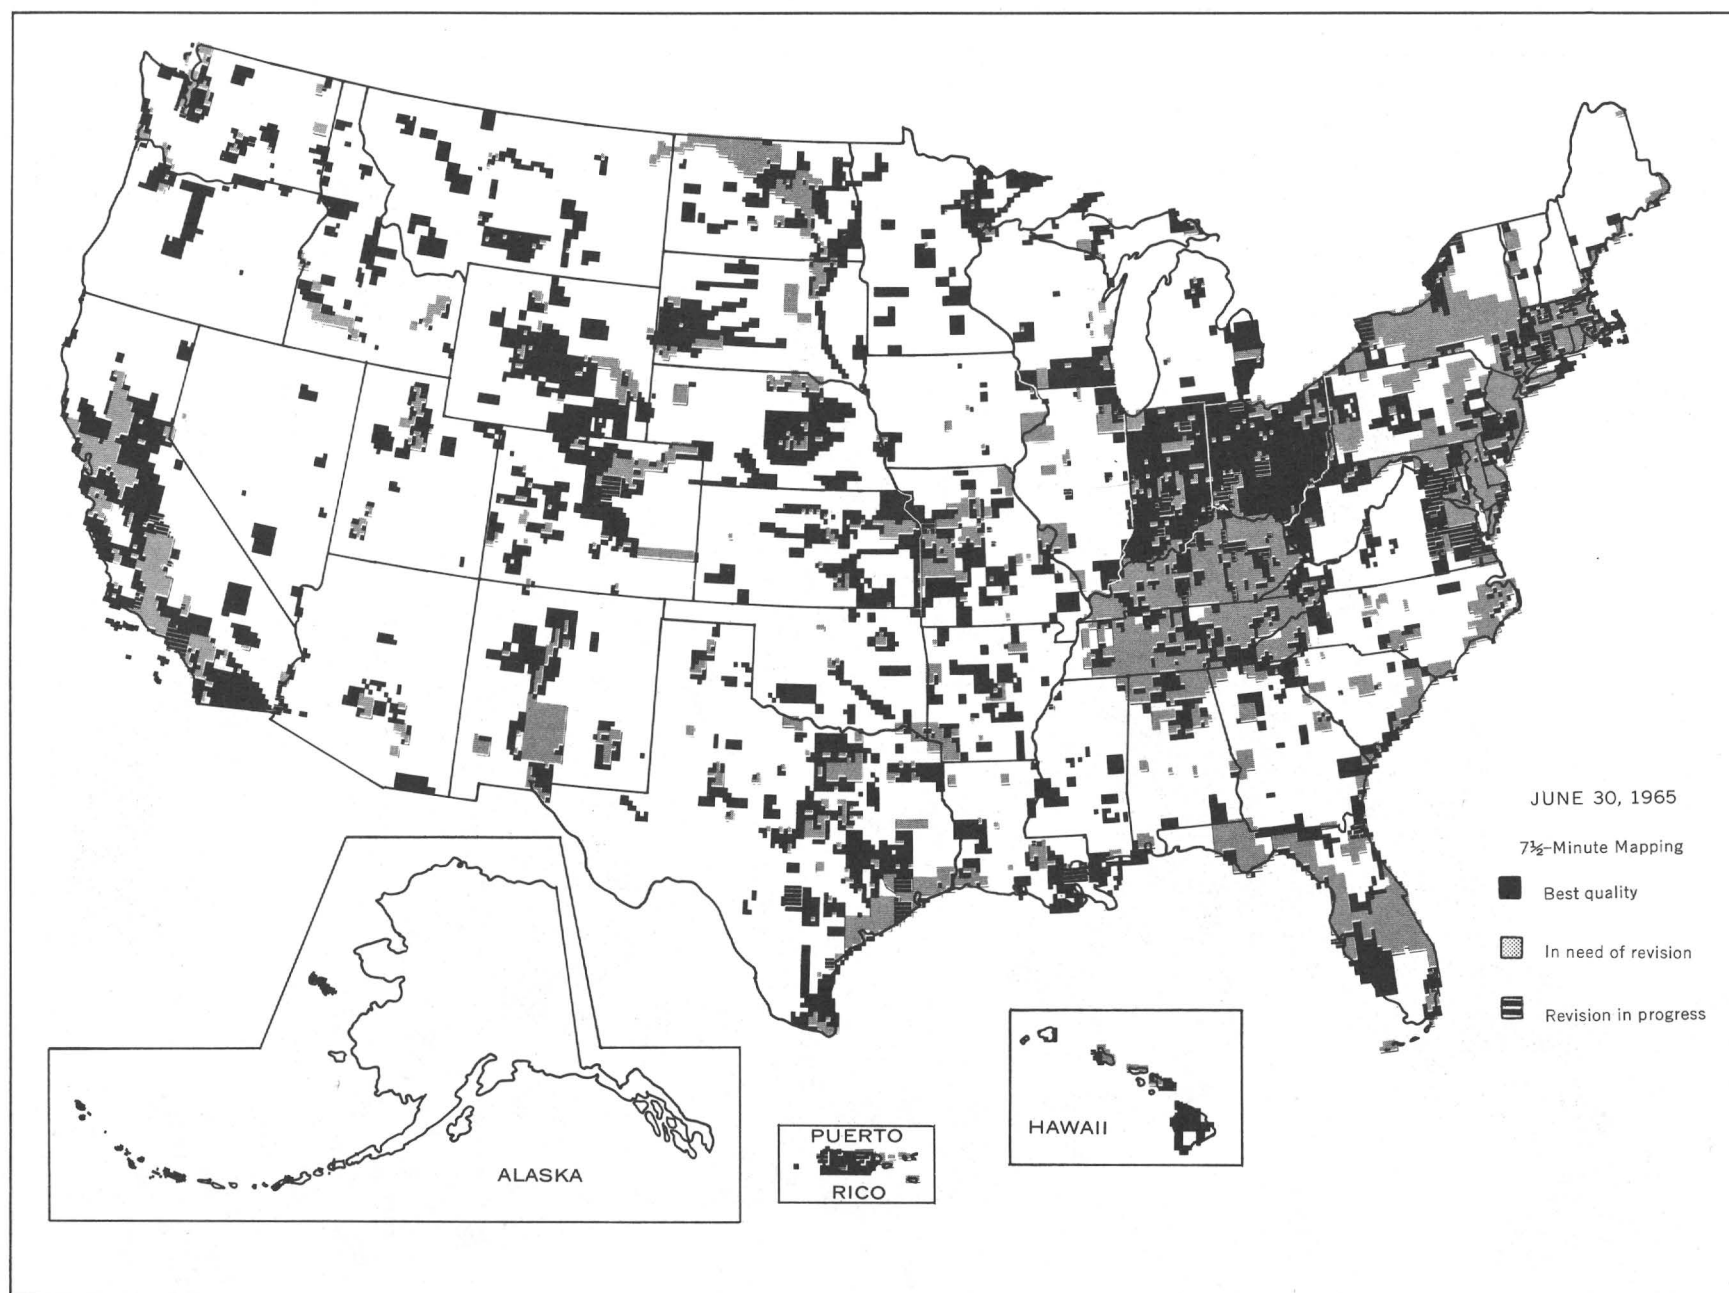 JUNE 30, 1965
7½-Minute Mapping
Best quality
In need of revision
Revision in progress
HAWAII
PUERTO
RICO
ALASKA